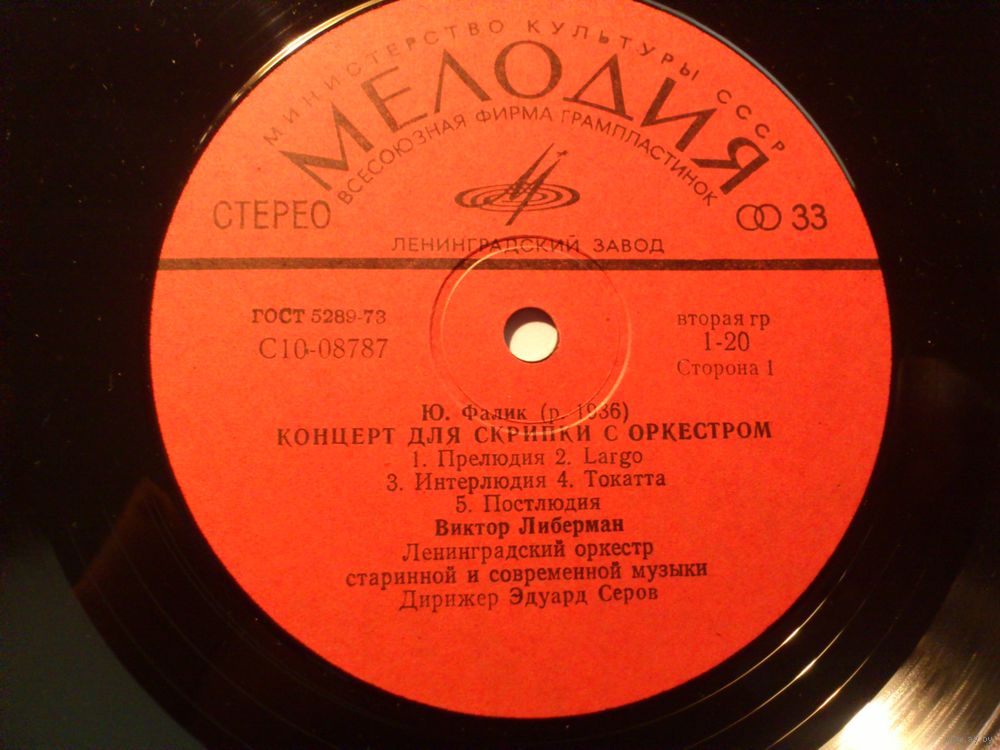 МИНИСТЕРСТВО КУЛЬТУРЫ СССР
МЕЛОДИЯ
ВСЕСОЮЗНАЯ ФИРМА ГРАМПЛАСТИНОК
СТЕРЕО
33
ЛЕНИНГРАДСКИЙ ЗАВОД
ГОСТ 5289-73
С10-08787
вторая гр
1-20
Сторона 1
Ю. Фалик (р. 1936)
КОНЦЕРТ ДЛЯ СКРИПКИ С ОРКЕСТРОМ
1. Прелюдия 2. Largo
3. Интерлюдия 4. Токатта
5. Постлюдия
Виктор Либерман
Ленинградский оркестр
старинной и современной музыки
Дирижер Эдуард Серов